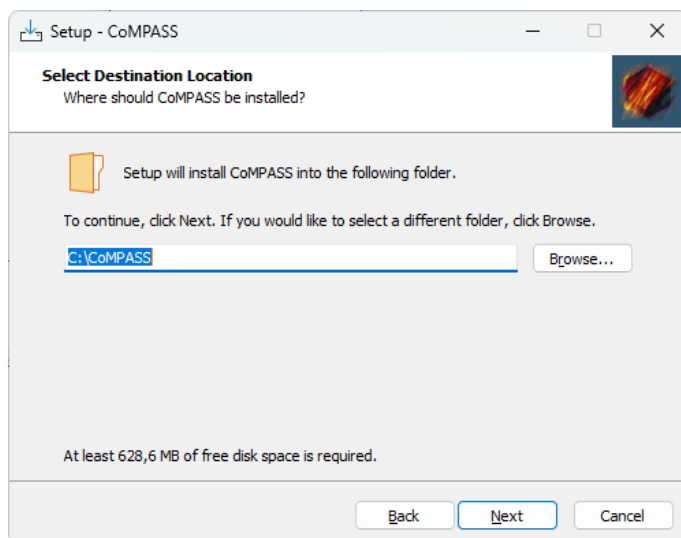 Setup - CoMPASS
Select Destination Location
Where should CoMPASS be installed?
Setup will install CoMPASS into the following folder.
To continue, click Next. If you would like to select a different folder, click Browse.
C:\CoMPASS
Browse...
At least 628,6 MB of free disk space is required.
Back
Next
Cancel